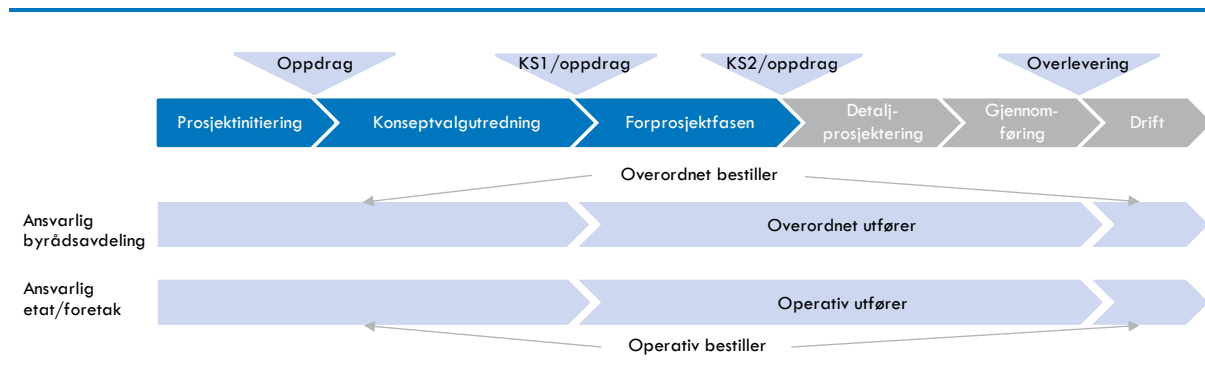 Oppdrag
KS1/oppdrag
KS2/oppdrag
Overlevering
Prosjektinitiering
Konseptvalgutredning
Forprosjektfasen
Detalj-
prosjektering
Gjennom-
føring
Drift
Overordnet bestiller
Ansvarlig
byrådsavdeling
Overordnet utfører
Ansvarlig
etat/foretak
Operativ utfører
Operativ bestiller